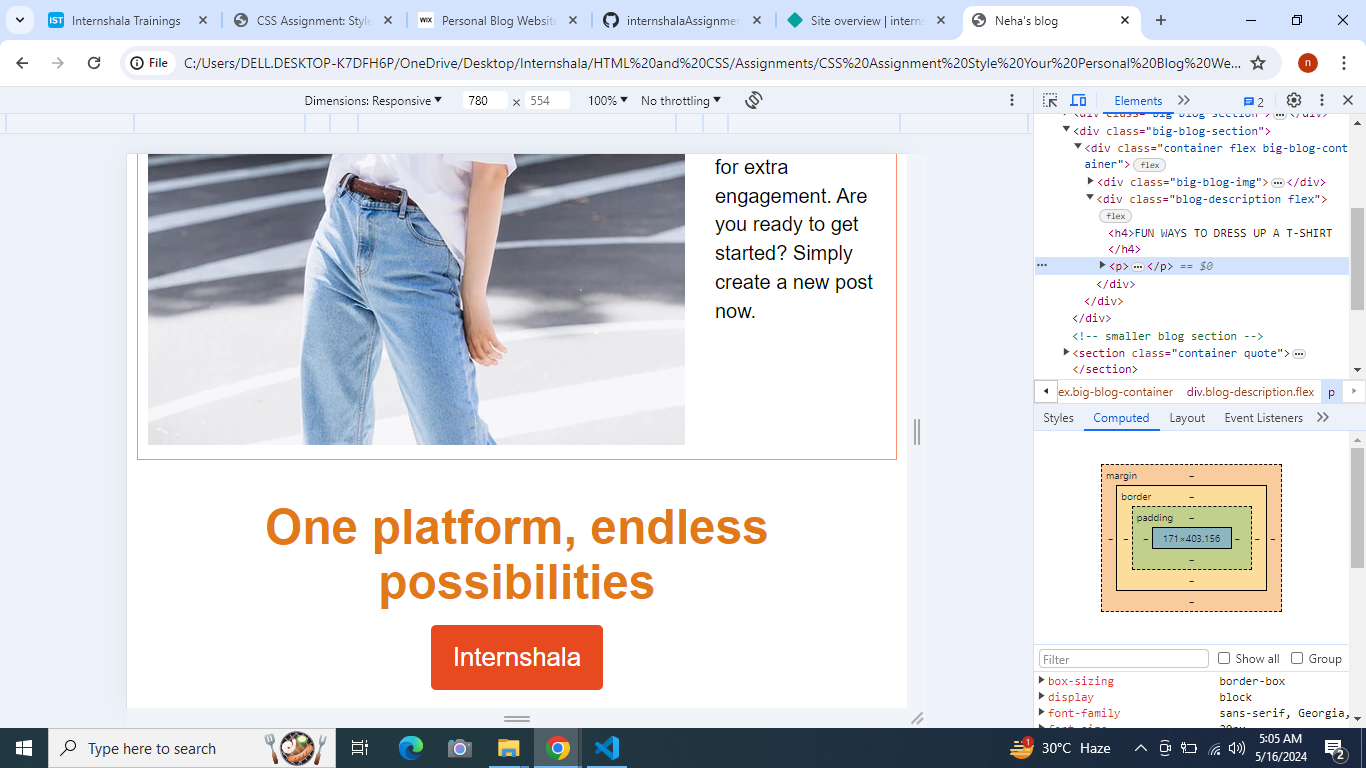 Internshala Trainings
CSS Assignment: Style
Personal Blog Website
internshalaAssignme
Site overview | interns
Neha's blog
File
C:/Users/DELL.DESKTOP-K7DFH6P/OneDrive/Desktop/Internshala/HTML%20and%20CSS/Assignments/CSS%20Assignment%20Style%20Your%20Personal%20Blog%20We...
n
Dimensions: Responsive 780 × 554 100% No throttling
Elements 2
<div class="big-blog-section">
<div class="container flex big-blog-cont
ainer"> flex
<div class="big-blog-img"> </div>
<div class="blog-description flex">
flex
<h4>FUN WAYS TO DRESS UP A T-SHIRT
</h4>
<p> </p> == $0
</div>
</div>
</div>
<!-- smaller blog section -->
<section class="container quote">
</section>
ex.big-blog-container div.blog-description.flex p
Styles Computed Layout Event Listeners
margin –
border –
padding –
– – – 171×403.156 – – –
–
–
–
Filter Show all Group
box-sizing border-box
display block
font-family sans-serif, Georgia,
for extra
engagement. Are
you ready to get
started? Simply
create a new post
now.
One platform, endless
possibilities
Internshala
Type here to search
1
30°C Haze
5:05 AM
5/16/2024
2